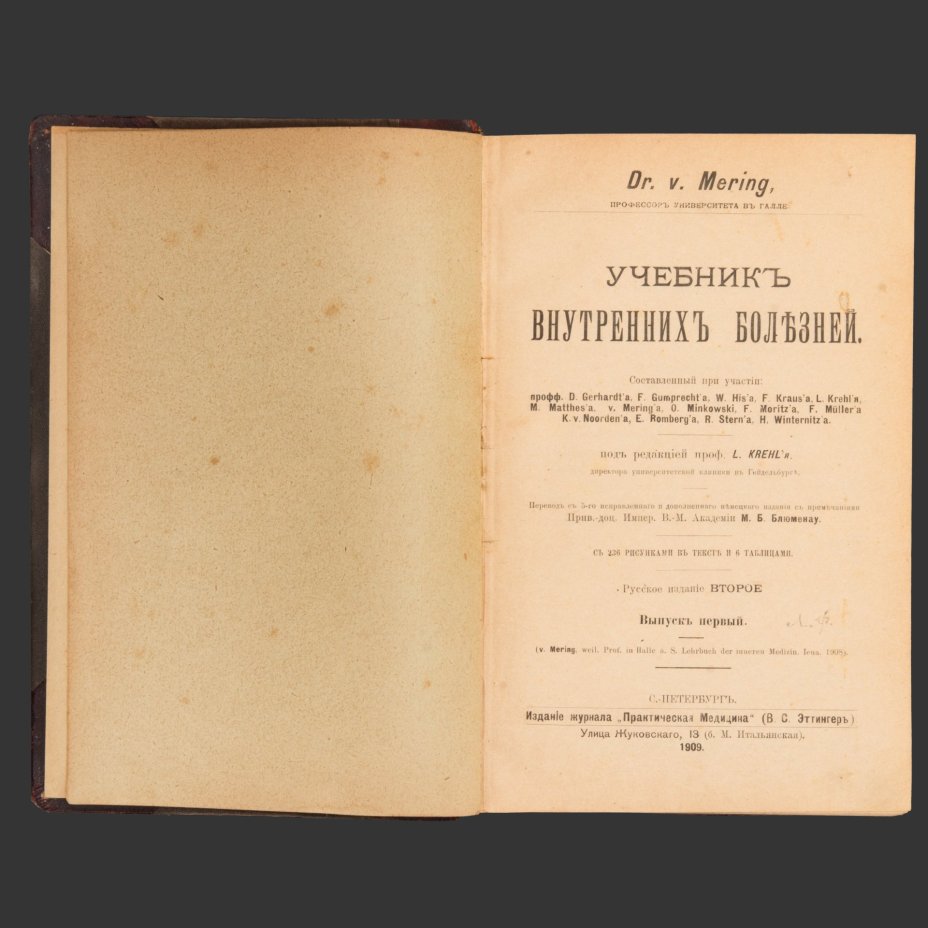 Dr. v. Mering,
ПРОФЕССОРЪ УНИВЕРСИТЕТА ВЪ ГАЛЛЕ.
УЧЕБНИКЪ
ВНУТРЕННИХЪ БОЛѢЗНЕЙ.
Составленный при участіи:
профф. D. Gerhardt'a, F. Gumprecht'a, W. His'a, F. Kraus'a, L. Krehl'я,
M. Matthes'a, v. Mering'a, O. Minkowski, F. Moritz'a, F. Müller'a
K. v. Noorden'a, E. Romberg'a, R. Stern'a, H. Winternitz'a.
подъ редакціей проф. L. KREHL'я,
директора университетской клиники въ Гейдельбергѣ.
Переводъ съ 5-го исправленнаго и дополненнаго нѣмецкаго изданія съ примѣчаніями
Прив.-доц. Импер. В.-М. Академіи М. Б. Блюменау.
СЪ 236 РИСУНКАМИ ВЪ ТЕКСТѢ И 6 ТАБЛИЦАМИ.
Русское изданіе ВТОРОЕ
Выпускъ первый.
(v. Mering, weil. Prof. in Halle a. S. Lehrbuch der inneren Medizin. Iena. 1908).
С.-ПЕТЕРБУРГЪ.
Изданіе журнала „Практическая Медицина“ (В. С. Эттингеръ)
Улица Жуковскаго, 13 (б. М. Итальянская).
1909.